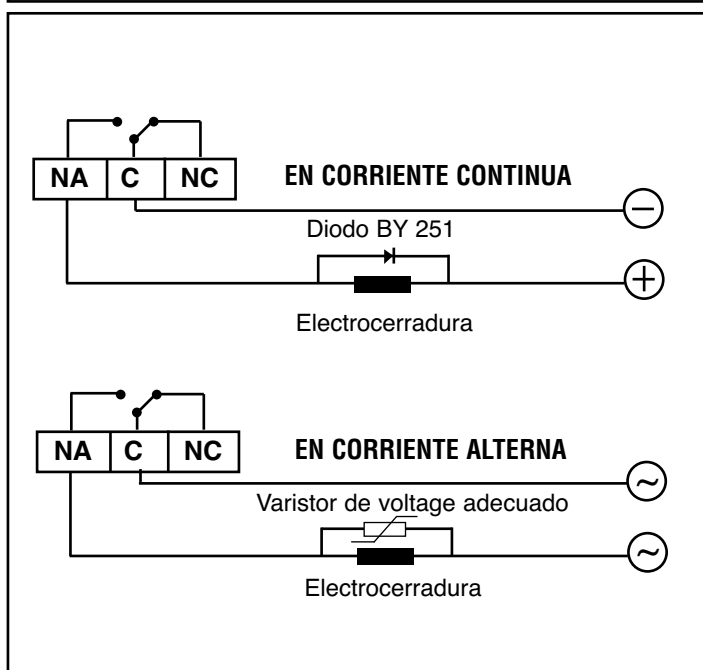 NA C NC
EN CORRIENTE CONTINUA
−
Diodo BY 251
+
Electrocerradura
NA C NC
EN CORRIENTE ALTERNA
~
Varistor de voltage adecuado
~
Electrocerradura